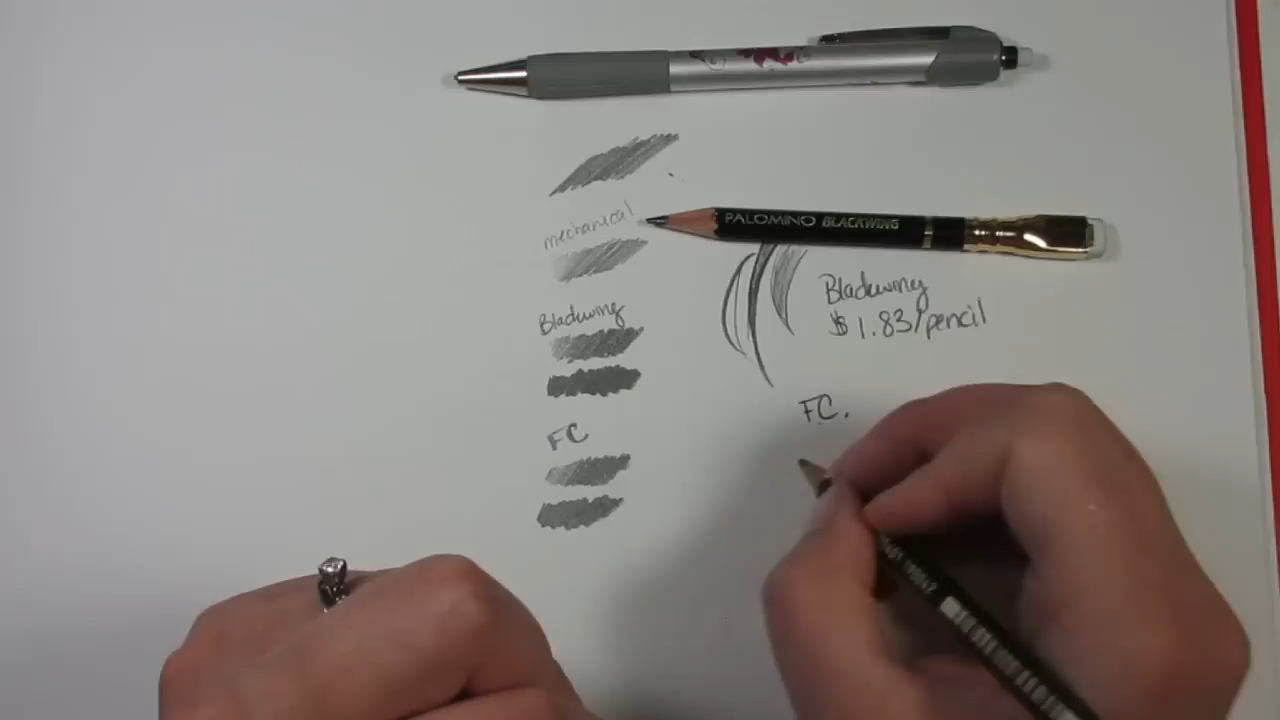 mechanical
PALOMINO BLACKWING
Blackwing
Blackwing
$1.83/pencil
FC.
FC